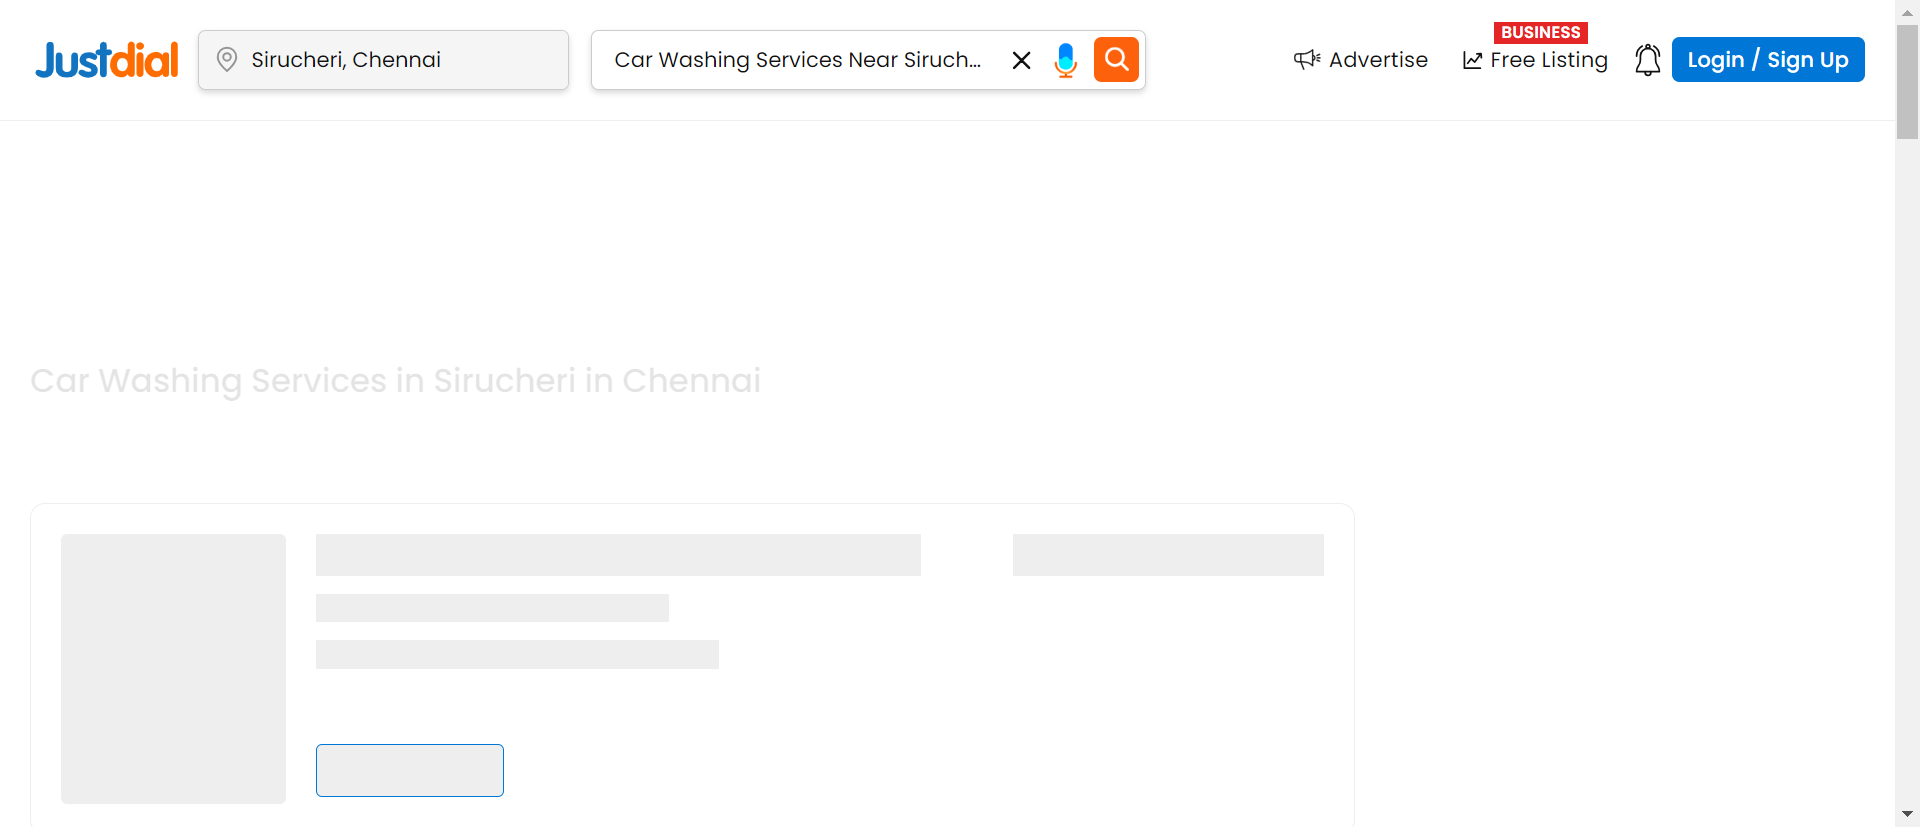 Justdial
Sirucheri, Chennai
Car Washing Services Near Siruch...
Advertise
BUSINESS
Free Listing
Login / Sign Up
Car Washing Services in Sirucheri in Chennai